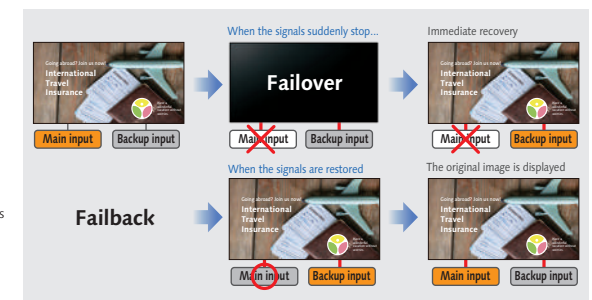 When the signals suddenly stop...
Immediate recovery
Going abroad? Join us now!
International
Travel
Insurance
Main input
Backup input
Failover
Main input
Backup input
Going abroad? Join us now!
International
Travel
Insurance
Main input
Backup input
When the signals are restored
The original image is displayed
s
Failback
Going abroad? Join us now!
International
Travel
Insurance
Main input
Backup input
Going abroad? Join us now!
International
Travel
Insurance
Main input
Backup input